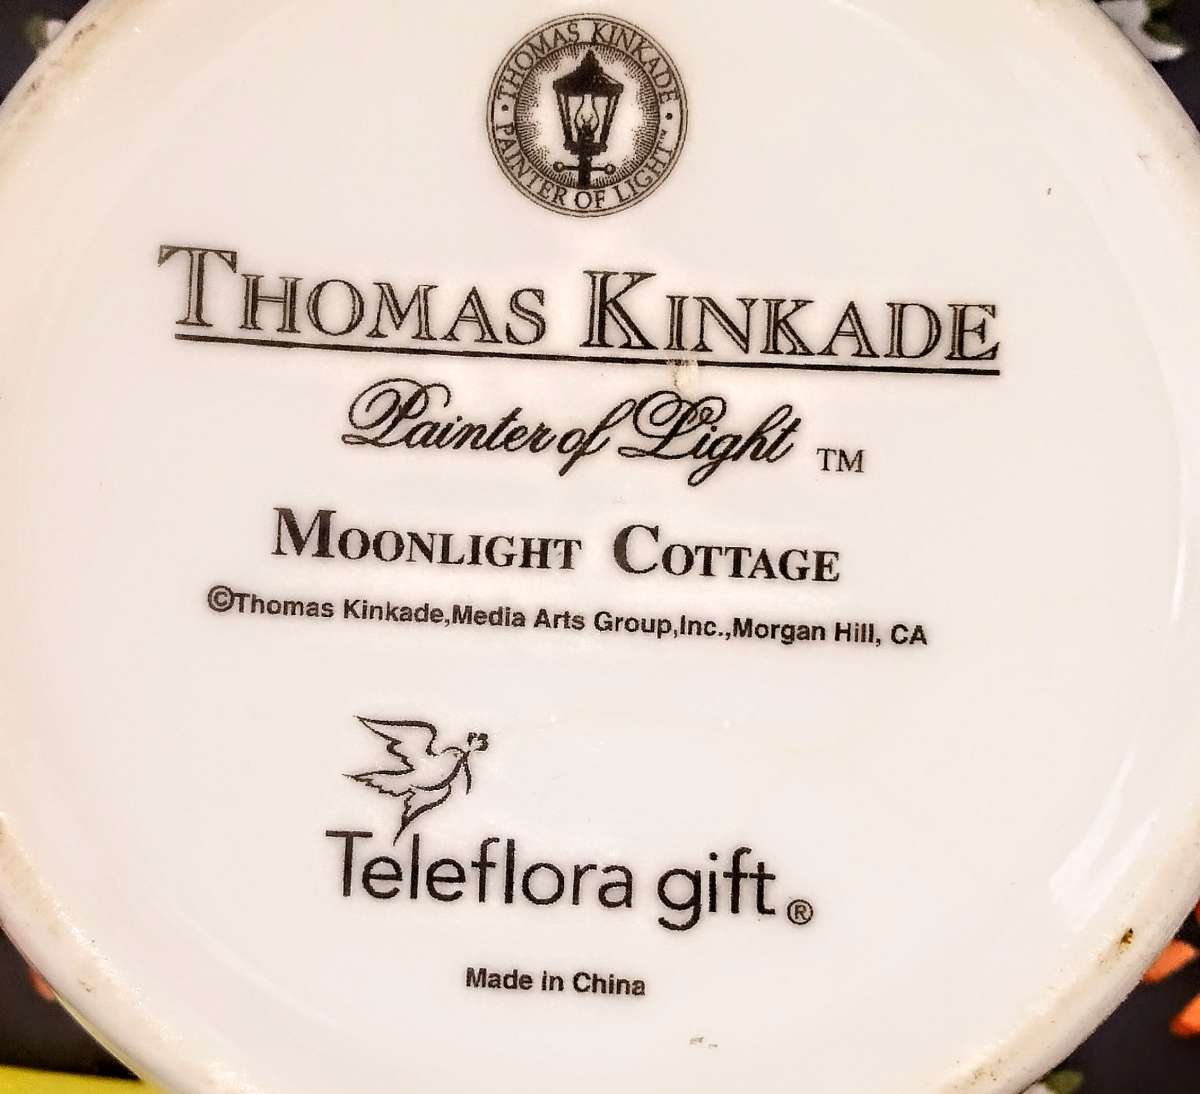 THOMAS KINKADE
PAINTER OF LIGHT™
THOMAS KINKADE
Painter of Light TM
MOONLIGHT COTTAGE
©Thomas Kinkade,Media Arts Group,Inc.,Morgan Hill, CA
Teleflora gift®
Made in China